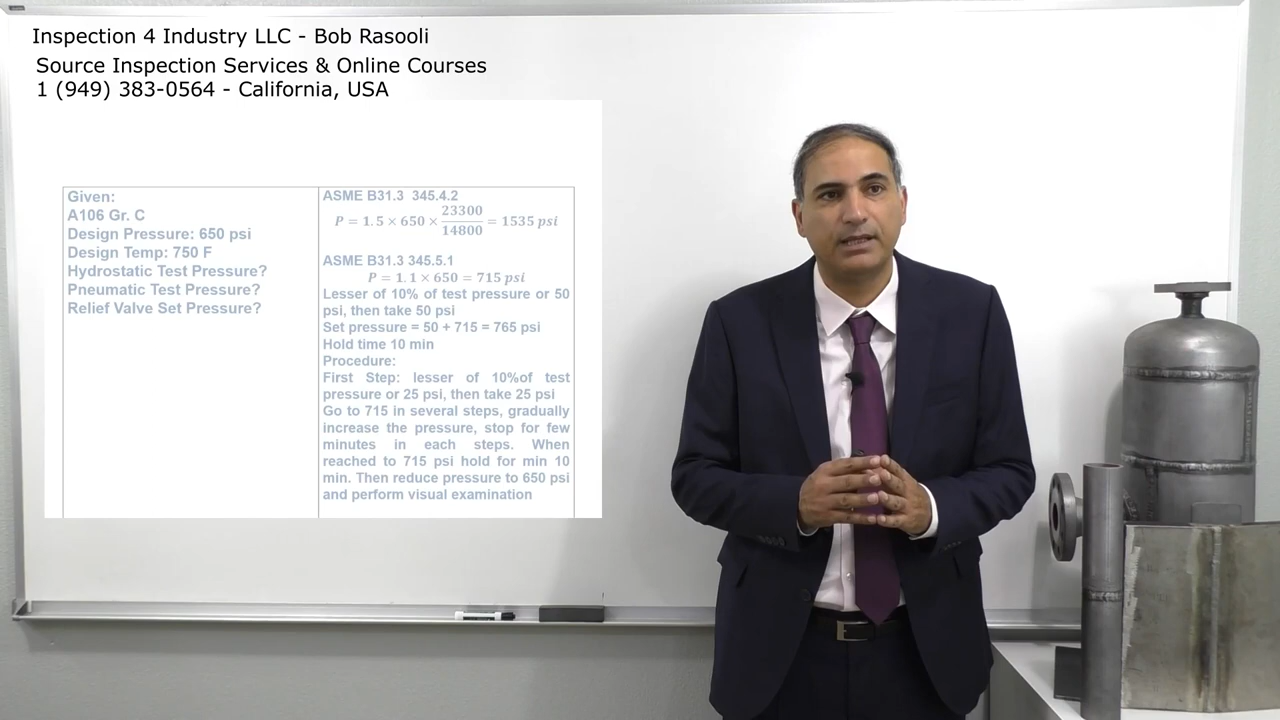 Inspection 4 Industry LLC - Bob Rasooli
Source Inspection Services & Online Courses
1 (949) 383-0564 - California, USA
Given:
A106 Gr. C
Design Pressure: 650 psi
Design Temp: 750 F
Hydrostatic Test Pressure?
Pneumatic Test Pressure?
Relief Valve Set Pressure?
ASME B31.3 345.4.2
P = 1.5 × 650 × 23300/14800 = 1535 psi
ASME B31.3 345.5.1
P = 1.1 × 650 = 715 psi
Lesser of 10% of test pressure or 50
psi, then take 50 psi
Set pressure = 50 + 715 = 765 psi
Hold time 10 min
Procedure:
First Step: lesser of 10%of test
pressure or 25 psi, then take 25 psi
Go to 715 in several steps, gradually
increase the pressure, stop for few
minutes in each steps. When
reached to 715 psi hold for min 10
min. Then reduce pressure to 650 psi
and perform visual examination